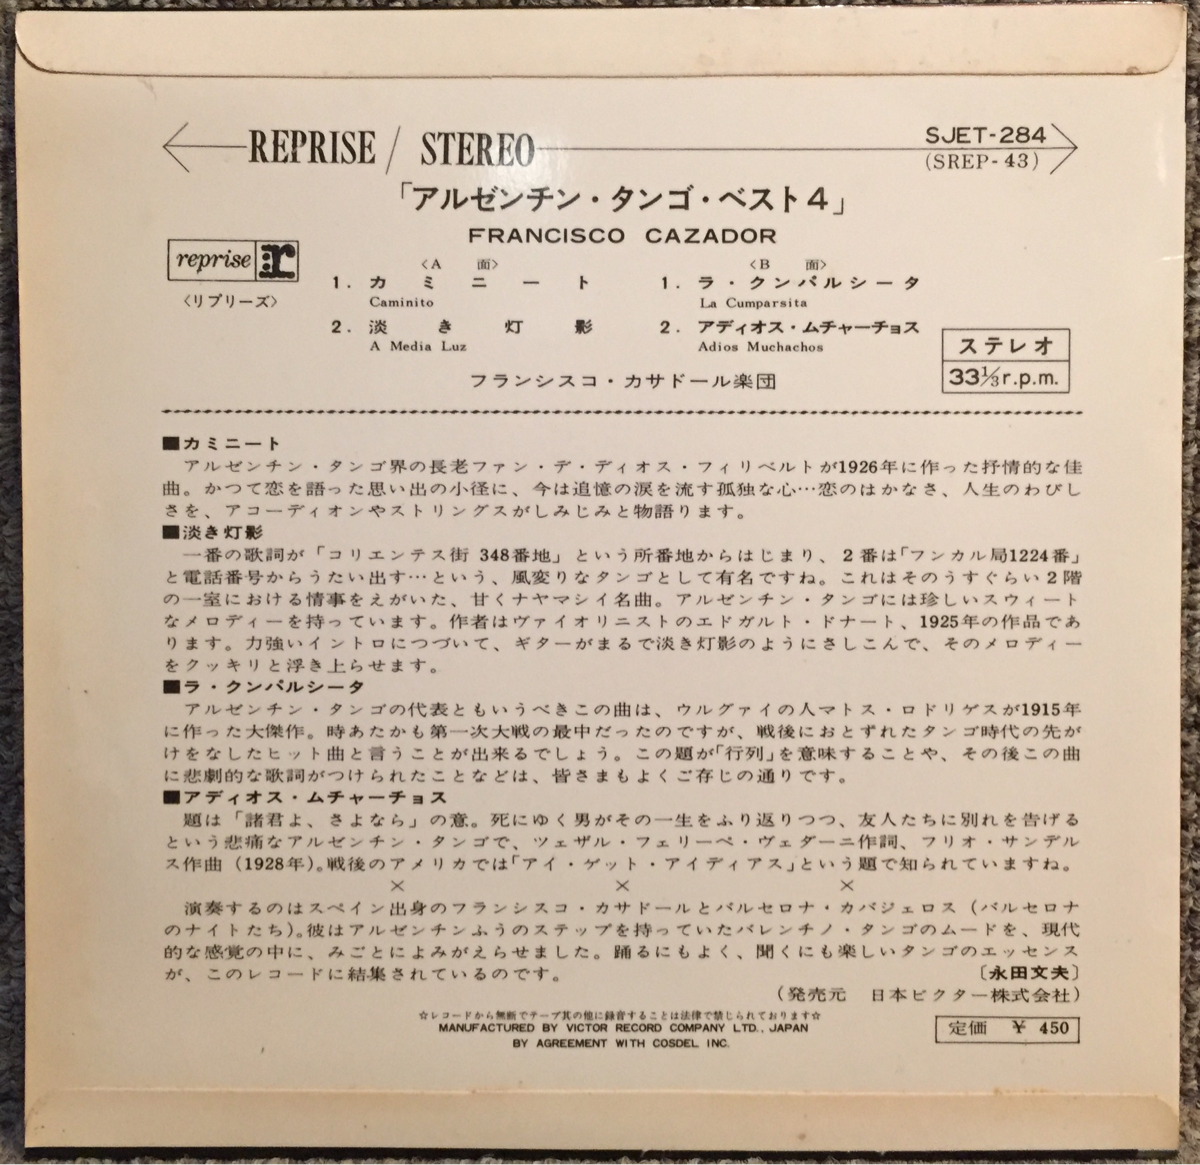 REPRISE / STEREO
SJET-284
(SREP-43)
「アルゼンチン・タンゴ・ベスト4」
FRANCISCO CAZADOR
reprise r
〈リプリーズ〉
〈A 面〉
1. カミニート
Caminito
2. 淡き灯影
A Media Luz
〈B 面〉
1. ラ・クンパルシータ
La Cumparsita
2. アディオス・ムチャーチョス
Adios Muchachos
フランシスコ・カサドール楽団
ステレオ
33⅓r.p.m.
■カミニート
アルゼンチン・タンゴ界の長老ファン・デ・ディオス・フィリベルトが1926年に作った抒情的な佳
曲。かつて恋を語った思い出の小径に、今は追憶の涙を流す孤独な心…恋のはかなさ、人生のわびし
さを、アコーディオンやストリングスがしみじみと物語ります。
■淡き灯影
一番の歌詞が「コリエンテス街 348番地」という所番地からはじまり、2番は「フンカル局1224番」
と電話番号からうたい出す…という、風変りなタンゴとして有名ですね。これはそのうすぐらい2階
の一室における情事をえがいた、甘くナヤマシイ名曲。アルゼンチン・タンゴには珍しいスウィート
なメロディーを持っています。作者はヴァイオリニストのエドガルト・ドナート、1925年の作品であ
ります。力強いイントロにつづいて、ギターがまるで淡き灯影のようにさしこんで、そのメロディー
をクッキリと浮き上らせます。
■ラ・クンパルシータ
アルゼンチン・タンゴの代表ともいうべきこの曲は、ウルグァイの人マトス・ロドリゲスが1915年
に作った大傑作。時あたかも第一次大戦の最中だったのですが、戦後におとずれたタンゴ時代の先が
けをなしたヒット曲と言うことが出来るでしょう。この題が「行列」を意味することや、その後この曲
に悲劇的な歌詞がつけられたことなどは、皆さまもよくご存じの通りです。
■アディオス・ムチャーチョス
題は「諸君よ、さよなら」の意。死にゆく男がその一生をふり返りつつ、友人たちに別れを告げる
という悲痛なアルゼンチン・タンゴで、ツェザル・フェリーペ・ヴェダーニ作詞、フリオ・サンデル
ス作曲（1928年）。戦後のアメリカでは「アイ・ゲット・アイディアス」という題で知られていますね。
× × ×
演奏するのはスペイン出身のフランシスコ・カサドールとバルセロナ・カバジェロス（バルセロナ
のナイトたち）。彼はアルゼンチンふうのステップを持っていたバレンチノ・タンゴのムードを、現代
的な感覚の中に、みごとによみがえらせました。踊るにもよく、聞くにも楽しいタンゴのエッセンス
が、このレコードに結集されているのです。
〔永田文夫〕
（発売元 日本ビクター株式会社）
☆レコードから無断でテープ其の他に録音することは法律で禁じられております☆
MANUFACTURED BY VICTOR RECORD COMPANY LTD., JAPAN
BY AGREEMENT WITH COSDEL INC.
定価 ￥ 450